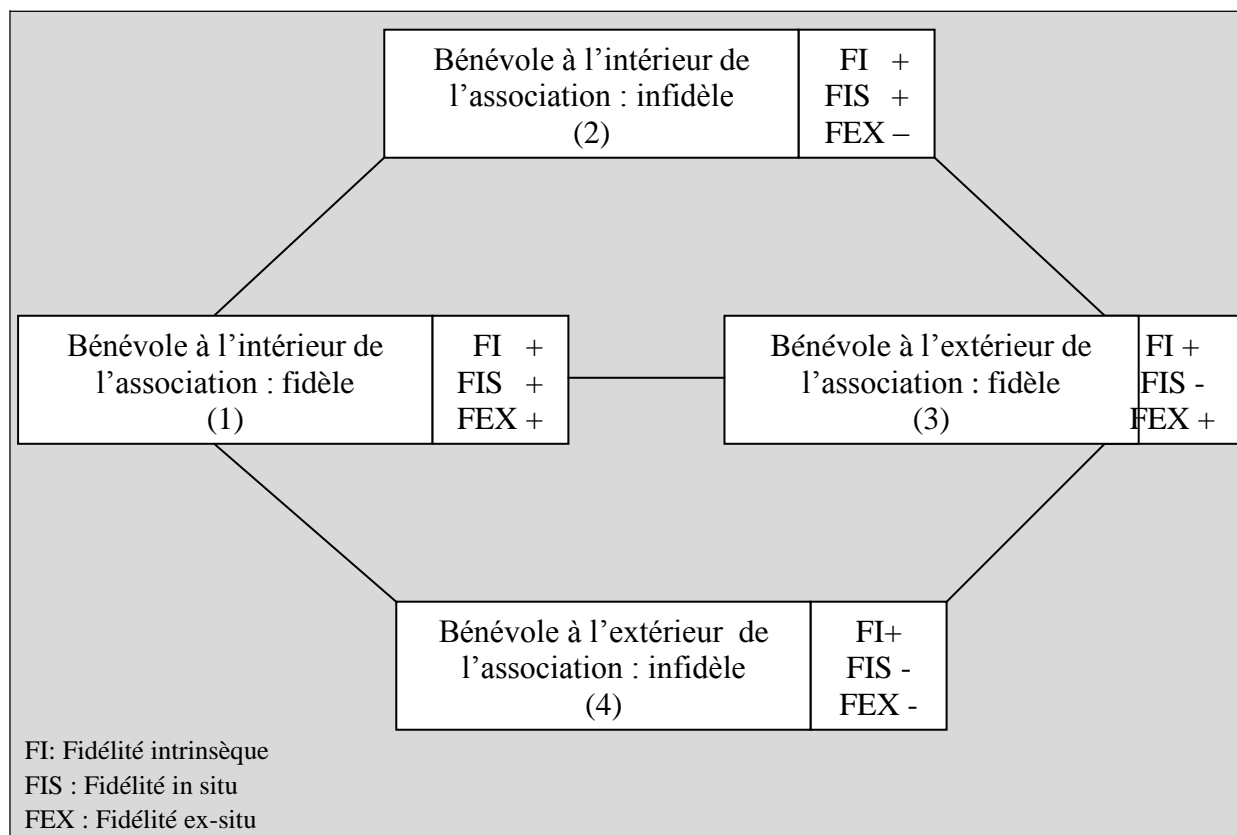 Bénévole à l’intérieur de
l’association : infidèle
(2)
FI +
FIS +
FEX –
Bénévole à l’intérieur de
l’association : fidèle
(1)
FI +
FIS +
FEX +
Bénévole à l’extérieur de
l’association : fidèle
(3)
FI +
FIS -
FEX +
Bénévole à l’extérieur de
l’association : infidèle
(4)
FI+
FIS -
FEX -
FI: Fidélité intrinsèque
FIS : Fidélité in situ
FEX : Fidélité ex-situ